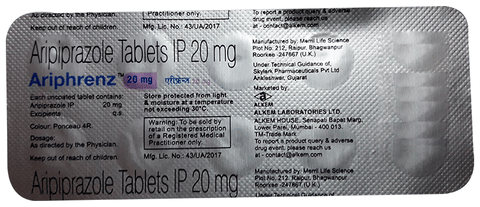 as directed by the Physician.
Practitioner only.
Keep out of reach of children.
Mfg. Lic. No.: 43/UA/2017
Aripiprazole Tablets IP 20 mg
Ariphrenz™ 20 mg
Each uncoated tablet contains:
Aripiprazole IP 20 mg
Excipients q.s
Colour: Ponceau 4R
Dosage:
As directed by the Physician.
Keep out of reach of children.
Store protected from light
& moisture at a temperature
not exceeding 30°C.
Warning: To be sold by
retail on the prescription
of a Registered Medical
Practitioner only.
Mfg. Lic. No.: 43/UA/2017
Aripiprazole Tablets IP 20 mg
To report a product query & adverse
drug event, please reach us
at - contact@alkem.com
Manufactured by: Merril Life Science
Plot No. 212, Raipur, Bhagwanpur
Roorkee -247667 (U.K.)
Under Technical Guidance of,
Skylark Pharmaceuticals Pvt Ltd
Ankleshwar, Gujarat
Marketed by:
ALKEM
ALKEM LABORATORIES LTD.
ALKEM HOUSE, Senapati Bapat Marg,
Lower Parel, Mumbai - 400 013.
TM-Trade Mark
To report a product query & adverse
drug event, please reach us
at - contact@alkem.com
Manufactured by: Merril Life Science
Plot No. 212, Raipur, Bhagwanpur
Roorkee -247667 (U.K.)
Under Technical Guidance of